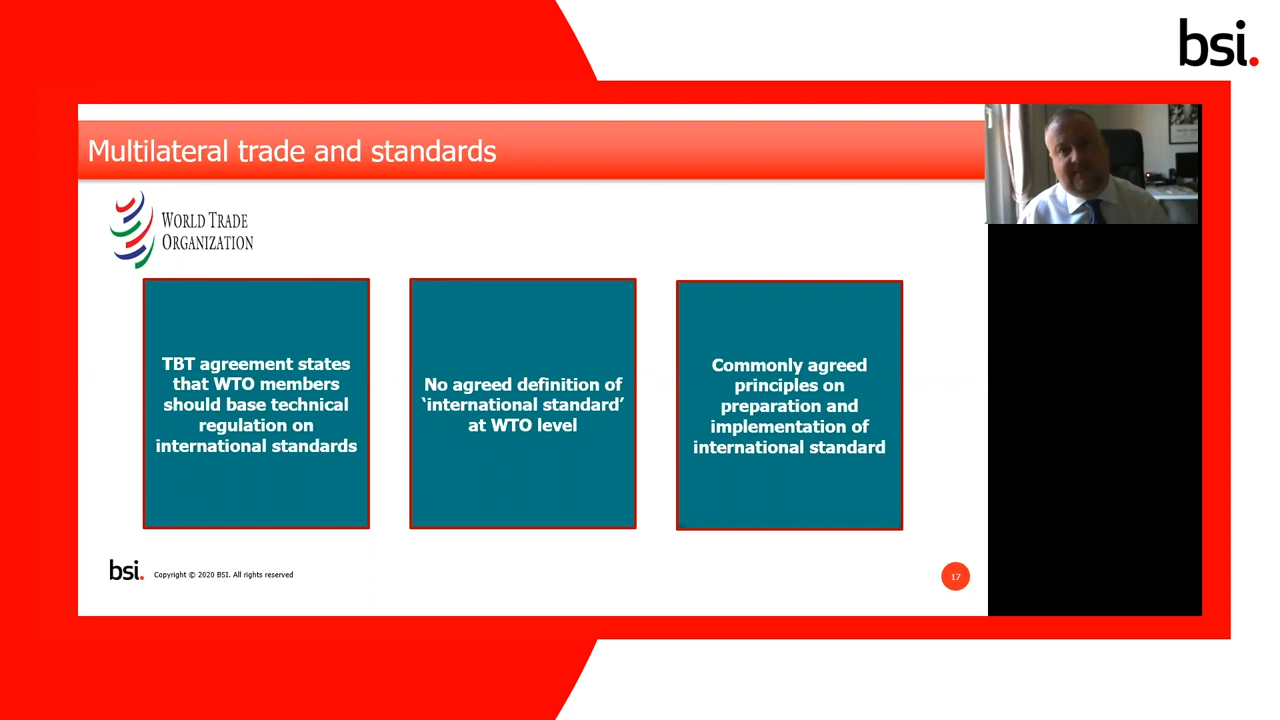 bsi.
Multilateral trade and standards
WORLD TRADE
ORGANIZATION
TBT agreement states
that WTO members
should base technical
regulation on
international standards
No agreed definition of
‘international standard’
at WTO level
Commonly agreed
principles on
preparation and
implementation of
international standard
bsi.
Copyright © 2020 BSI. All rights reserved
17